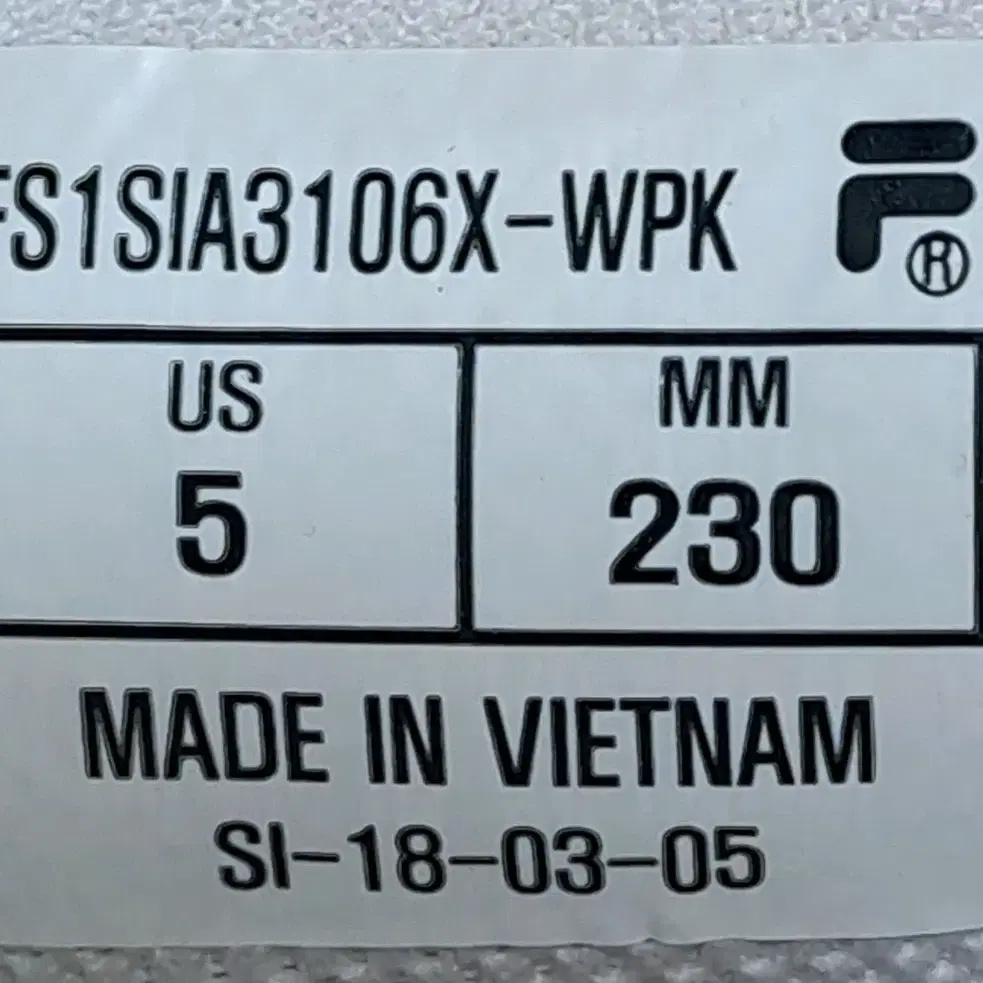 FS1SIA3106X-WPK
®
US
MM
5
230
MADE IN VIETNAM
SI-18-03-05